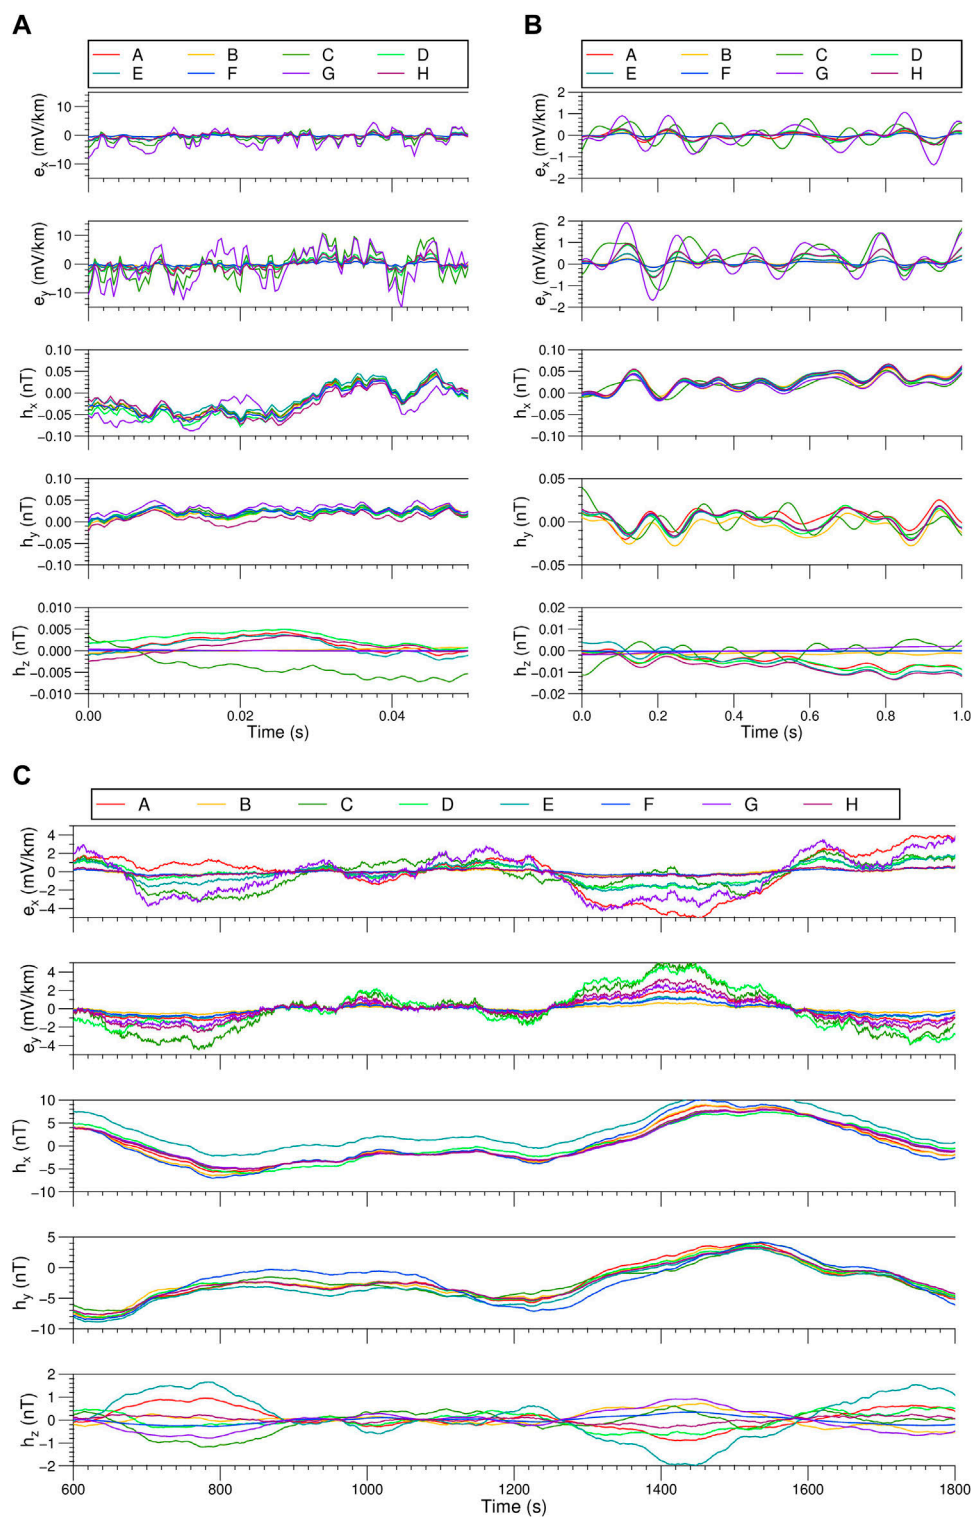 A
A B C D
E F G H
e_x (mV/km)
10
0
−10
e_y (mV/km)
10
0
−10
h_x (nT)
0.10
0.05
0.00
−0.05
−0.10
h_y (nT)
0.10
0.05
0.00
−0.05
−0.10
h_z (nT)
0.010
0.005
0.000
−0.005
−0.010
0.00 0.02 0.04
Time (s)
B
A B C D
E F G H
e_x (mV/km)
2
1
0
−1
−2
e_y (mV/km)
2
1
0
−1
−2
h_x (nT)
0.10
0.05
0.00
−0.05
−0.10
h_y (nT)
0.05
0.00
−0.05
h_z (nT)
0.02
0.01
0.00
−0.01
−0.02
0.0 0.2 0.4 0.6 0.8 1.0
Time (s)
C
A B C D E F G H
e_x (mV/km)
4
2
0
−2
−4
e_y (mV/km)
4
2
0
−2
−4
h_x (nT)
10
5
0
−5
−10
h_y (nT)
5
0
−5
−10
h_z (nT)
2
1
0
−1
−2
600 800 1000 1200 1400 1600 1800
Time (s)